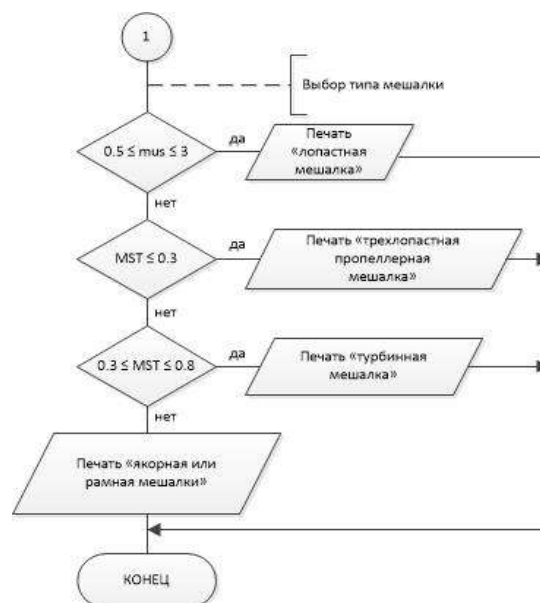 1
Выбор типа мешалки
0.5 ≤ mus ≤ 3
да
Печать
«лопастная
мешалка»
нет
MST ≤ 0.3
да
Печать «трехлопастная
пропеллерная
мешалка»
нет
0.3 ≤ MST ≤ 0.8
да
Печать «турбинная
мешалка»
нет
Печать «якорная или
рамная мешалки»
КОНЕЦ